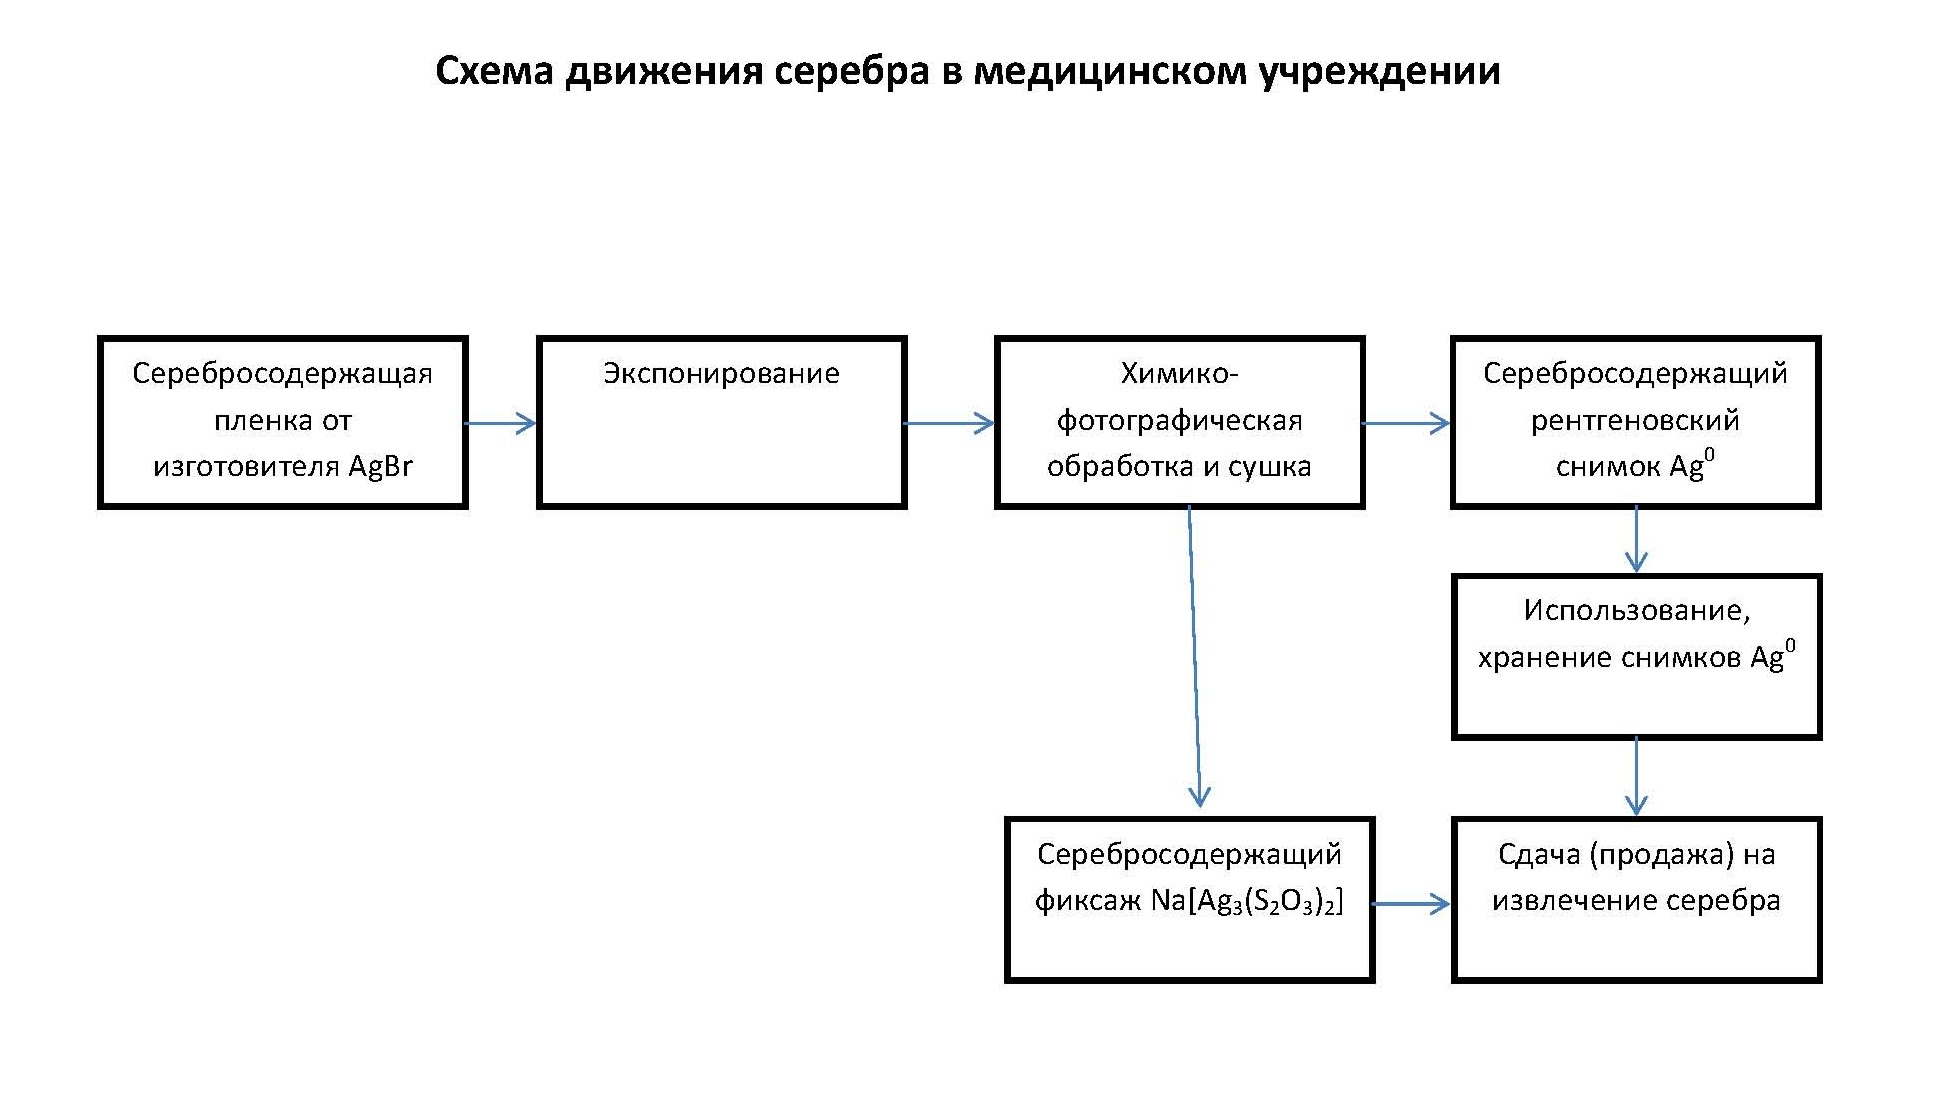 Схема движения серебра в медицинском учреждении
Серебросодержащая
пленка от
изготовителя AgBr
Экспонирование
Химико-
фотографическая
обработка и сушка
Серебросодержащий
рентгеновский
снимок Ag⁰
Использование,
хранение снимков Ag⁰
Серебросодержащий
фиксаж Na[Ag₃(S₂O₃)₂]
Сдача (продажа) на
извлечение серебра